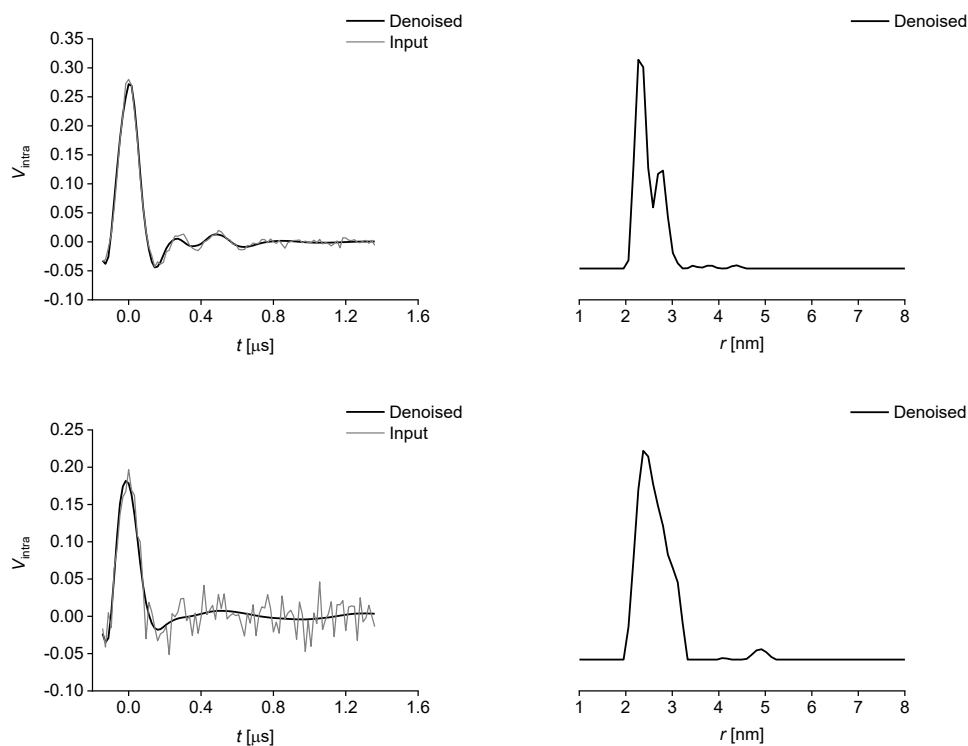 Denoised
Input
0.35
0.30
0.25
0.20
0.15
0.10
0.05
0.00
-0.05
-0.10
Vintra
0.0 0.4 0.8 1.2 1.6
t [μs]
Denoised
1 2 3 4 5 6 7 8
r [nm]
Denoised
Input
0.25
0.20
0.15
0.10
0.05
0.00
-0.05
-0.10
Vintra
0.0 0.4 0.8 1.2 1.6
t [μs]
Denoised
1 2 3 4 5 6 7 8
r [nm]